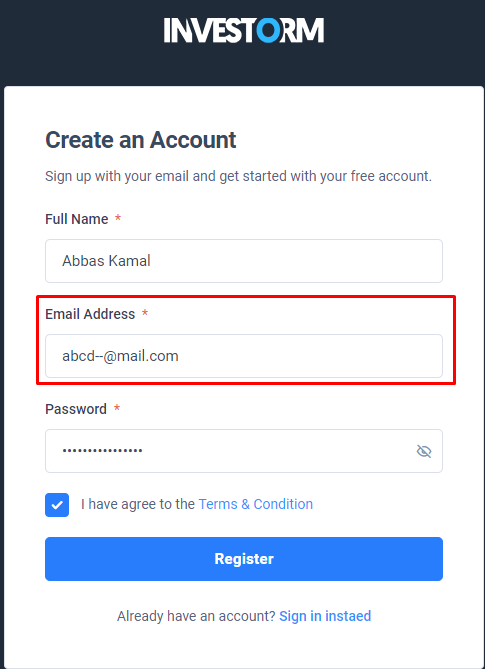 INVESTORM
Create an Account
Sign up with your email and get started with your free account.
Full Name *
Abbas Kamal
Email Address *
abcd--@mail.com
Password *
••••••••••••••••
I have agree to the Terms & Condition
Register
Already have an account? Sign in instaed